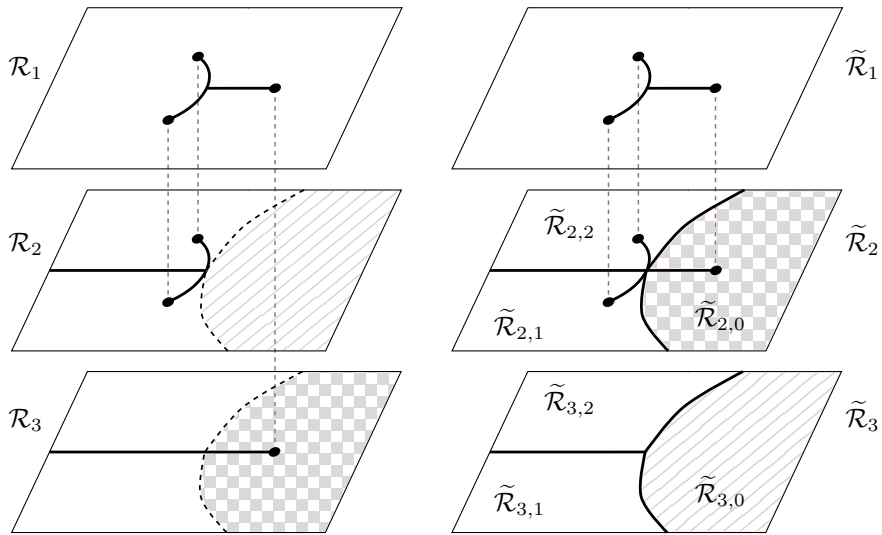 ℛ₁
ℛ̃₁
ℛ₂
ℛ̃₂,₂
ℛ̃₂
ℛ̃₂,₁
ℛ̃₂,₀
ℛ₃
ℛ̃₃,₂
ℛ̃₃
ℛ̃₃,₁
ℛ̃₃,₀